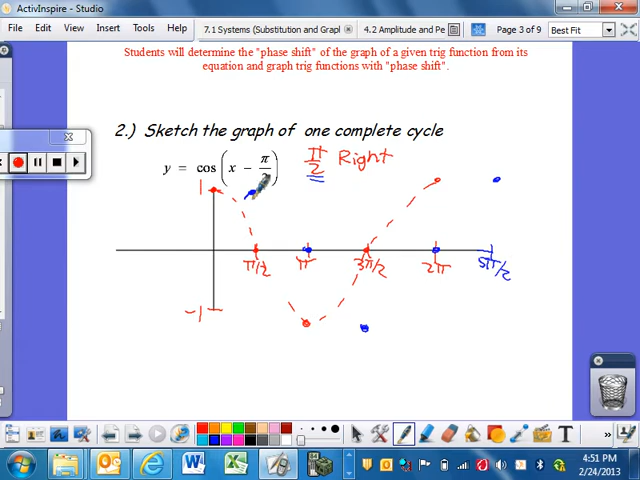 ActivInspire - Studio
File Edit View Insert Tools Help
7.1 Systems (Substitution and Graph
4.2 Amplitude and Pe
Page 3 of 9
Best Fit
Students will determine the "phase shift" of the graph of a given trig function from its
equation and graph trig functions with "phase shift".
2.) Sketch the graph of one complete cycle
y = cos(x − π/2)
π/2 Right
1
π/2 π 3π/2 2π 5π/2
-1
4:51 PM
2/24/2013